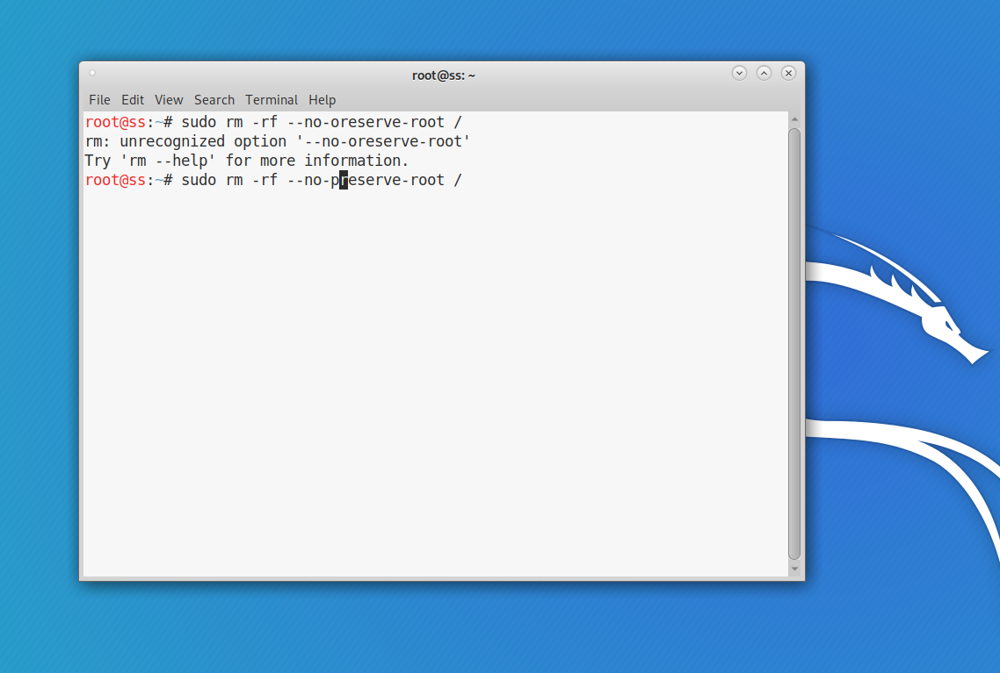 root@ss: ~
File Edit View Search Terminal Help
root@ss:~# sudo rm -rf --no-oreserve-root /
rm: unrecognized option '--no-oreserve-root'
Try 'rm --help' for more information.
root@ss:~# sudo rm -rf --no-preserve-root /